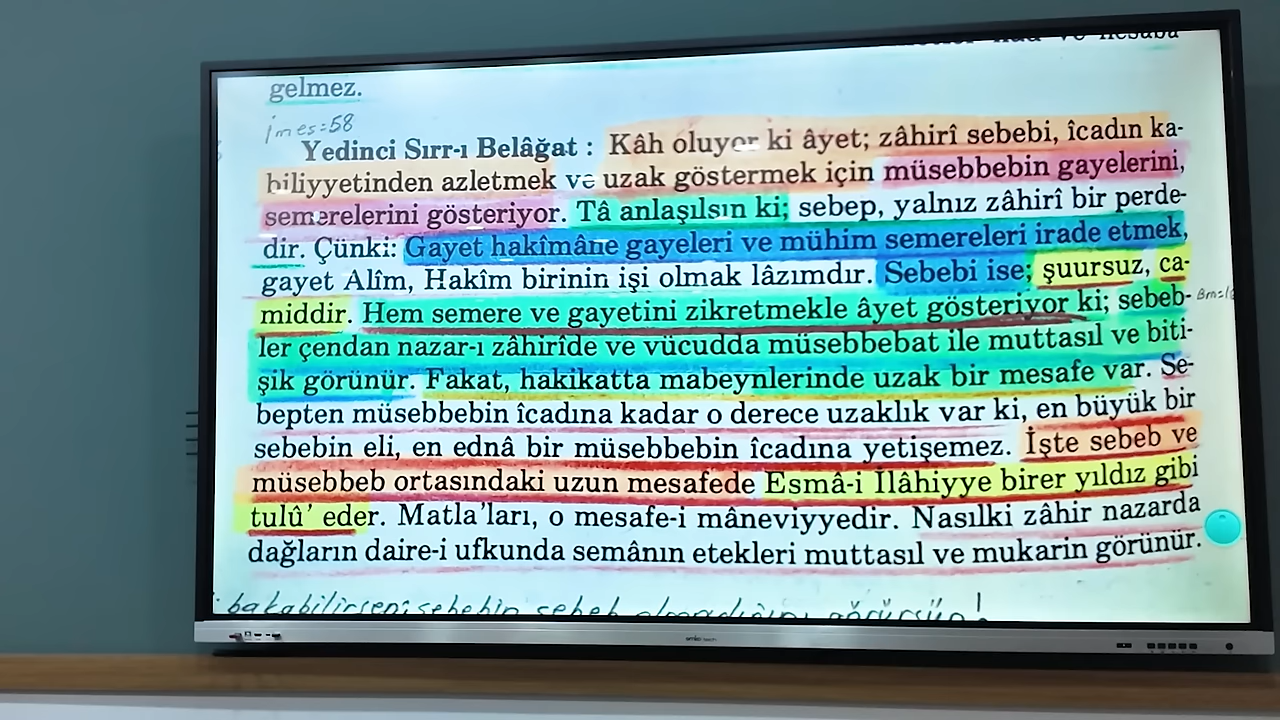 ve hesaba
gelmez.
İmes=58
Yedinci Sırr-ı Belâğat : Kâh oluyor ki âyet; zâhirî sebebi, îcadın ka-
biliyyetinden azletmek ve uzak göstermek için müsebbebin gayelerini,
semerelerini gösteriyor. Tâ anlaşılsın ki; sebep, yalnız zâhirî bir perde-
dir. Çünki: Gayet hakîmâne gayeleri ve mühim semereleri irade etmek,
gayet Alîm, Hakîm birinin işi olmak lâzımdır. Sebebi ise; şuursuz, ca-
middir. Hem semere ve gayetini zikretmekle âyet gösteriyor ki; sebeb-
ler çendan nazar-ı zâhirîde ve vücudda müsebbebat ile muttasıl ve biti-
şik görünür. Fakat, hakikatta mabeynlerinde uzak bir mesafe var. Se-
bepten müsebbebin îcadına kadar o derece uzaklık var ki, en büyük bir
sebebin eli, en ednâ bir müsebbebin îcadına yetişemez. İşte sebeb ve
müsebbeb ortasındaki uzun mesafede Esmâ-i İlâhiyye birer yıldız gibi
tulû' eder. Matla'ları, o mesafe-i mâneviyyedir. Nasılki zâhir nazarda
dağların daire-i ufkunda semânın etekleri muttasıl ve mukarin görünür.
bakabilirsen; sebebin sebeb olmadığını görürsün!